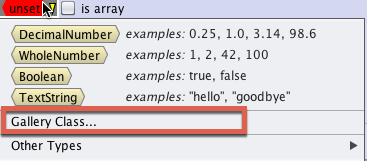 unset is array
DecimalNumber examples: 0.25, 1.0, 3.14, 98.6
WholeNumber examples: 1, 2, 42, 100
Boolean examples: true, false
TextString examples: "hello", "goodbye"
Gallery Class...
Other Types